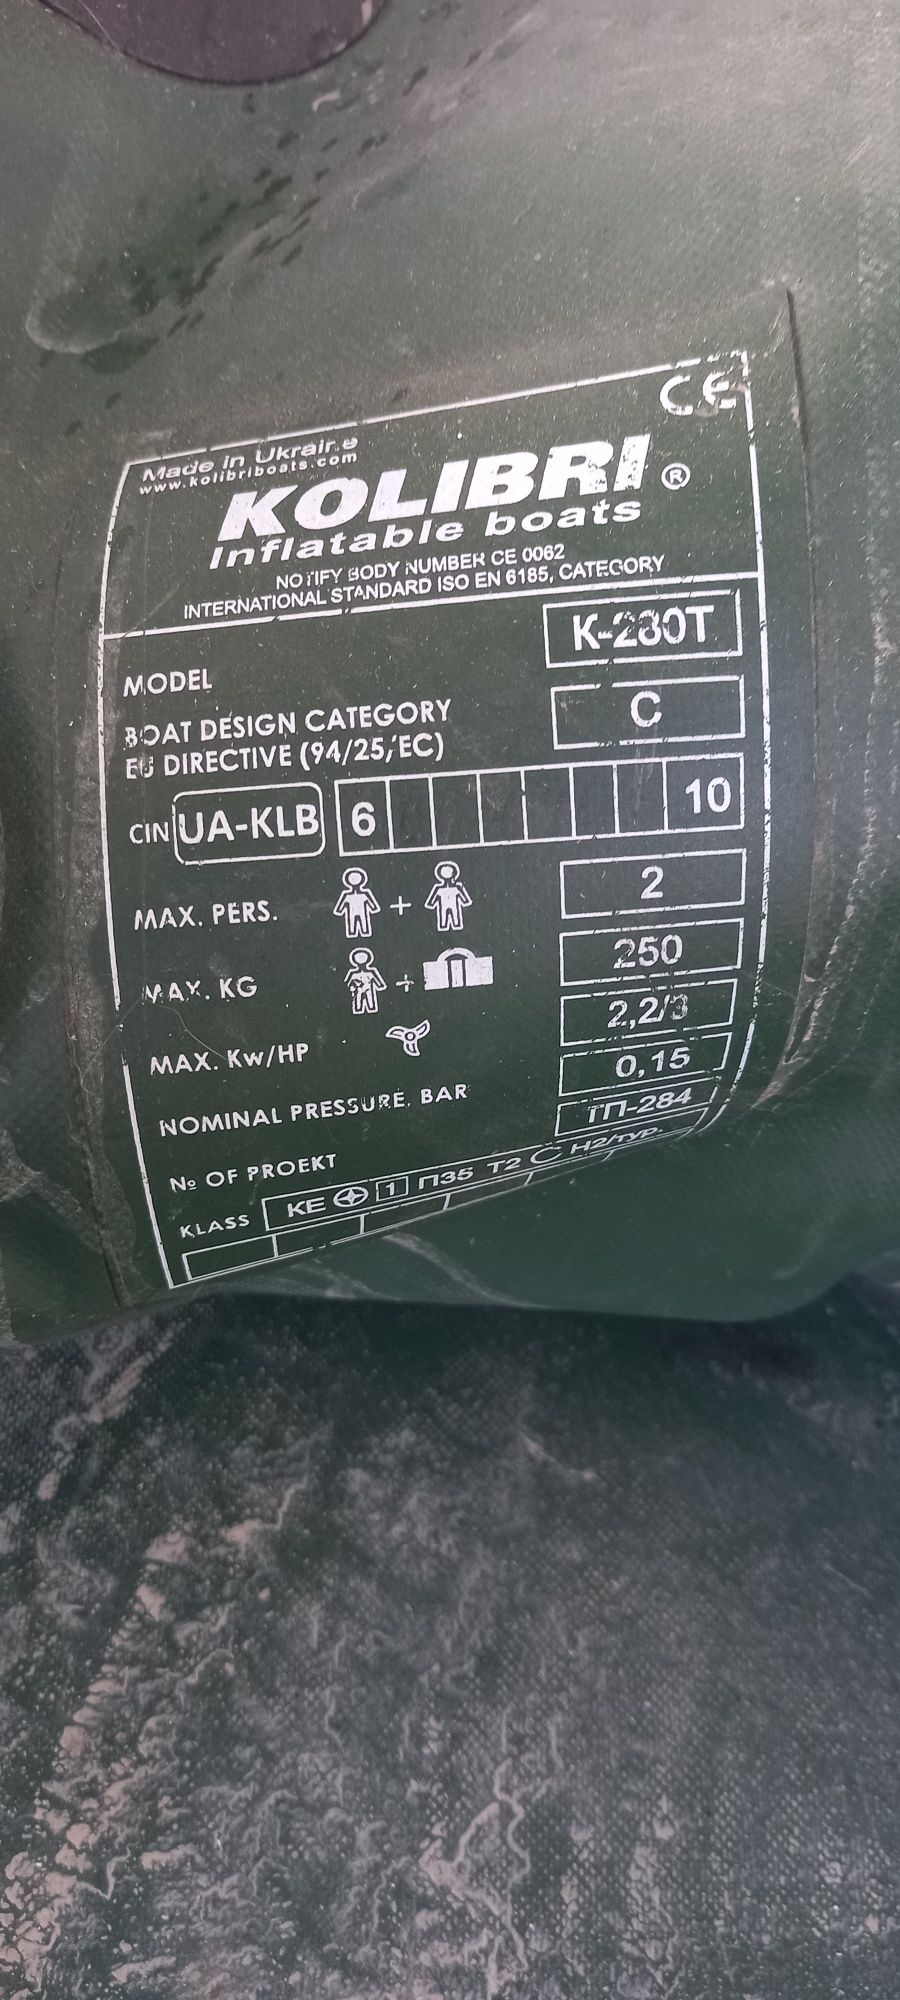 CE
Made in Ukraine
www.kolibriboats.com
KOLIBRI ®
Inflatable boats
NOTIFY BODY NUMBER CE 0062
INTERNATIONAL STANDARD ISO EN 6185, CATEGORY
MODEL K-280T
BOAT DESIGN CATEGORY
EU DIRECTIVE (94/25/EC) C
CIN UA-KLB 6 10
MAX. PERS. + 2
MAX. KG + 250
MAX. Kw/HP 2,2/3
NOMINAL PRESSURE, BAR 0,15
№ OF PROEKT ТП-284
KLASS КЕ 1 П35 Т2 С Н2/тур.